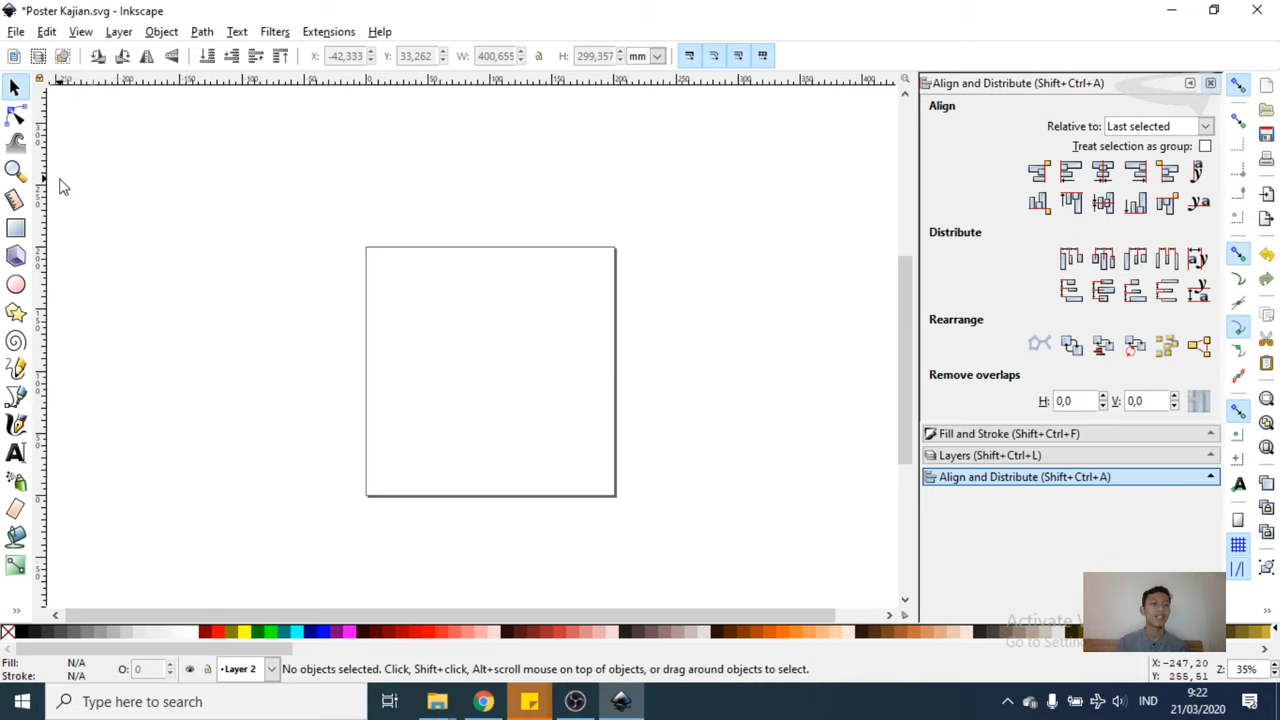 *Poster Kajian.svg - Inkscape
File Edit View Layer Object Path Text Filters Extensions Help
X: -42,333 Y: 33,262 W: 400,655 H: 299,357 mm
Align and Distribute (Shift+Ctrl+A)
Align
Relative to: Last selected
Treat selection as group:
Distribute
Rearrange
Remove overlaps
H: 0,0 V: 0,0
Fill and Stroke (Shift+Ctrl+F)
Layers (Shift+Ctrl+L)
Align and Distribute (Shift+Ctrl+A)
Activate
Go to Settin
Fill: N/A O: 0 •Layer 2 No objects selected. Click, Shift+click, Alt+scroll mouse on top of objects, or drag around objects to select. X: -247,20 Z: 35%
Stroke: N/A Y: 255,51
Type here to search IND 9:22
21/03/2020